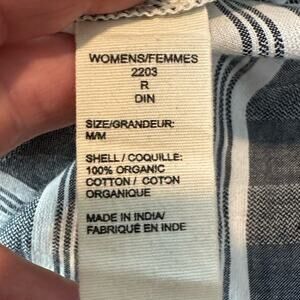 WOMENS/FEMMES
2203
R
DIN
SIZE/GRANDEUR:
M/M
SHELL / COQUILLE:
100% ORGANIC
COTTON / COTON
ORGANIQUE
MADE IN INDIA/
FABRIQUÉ EN INDE